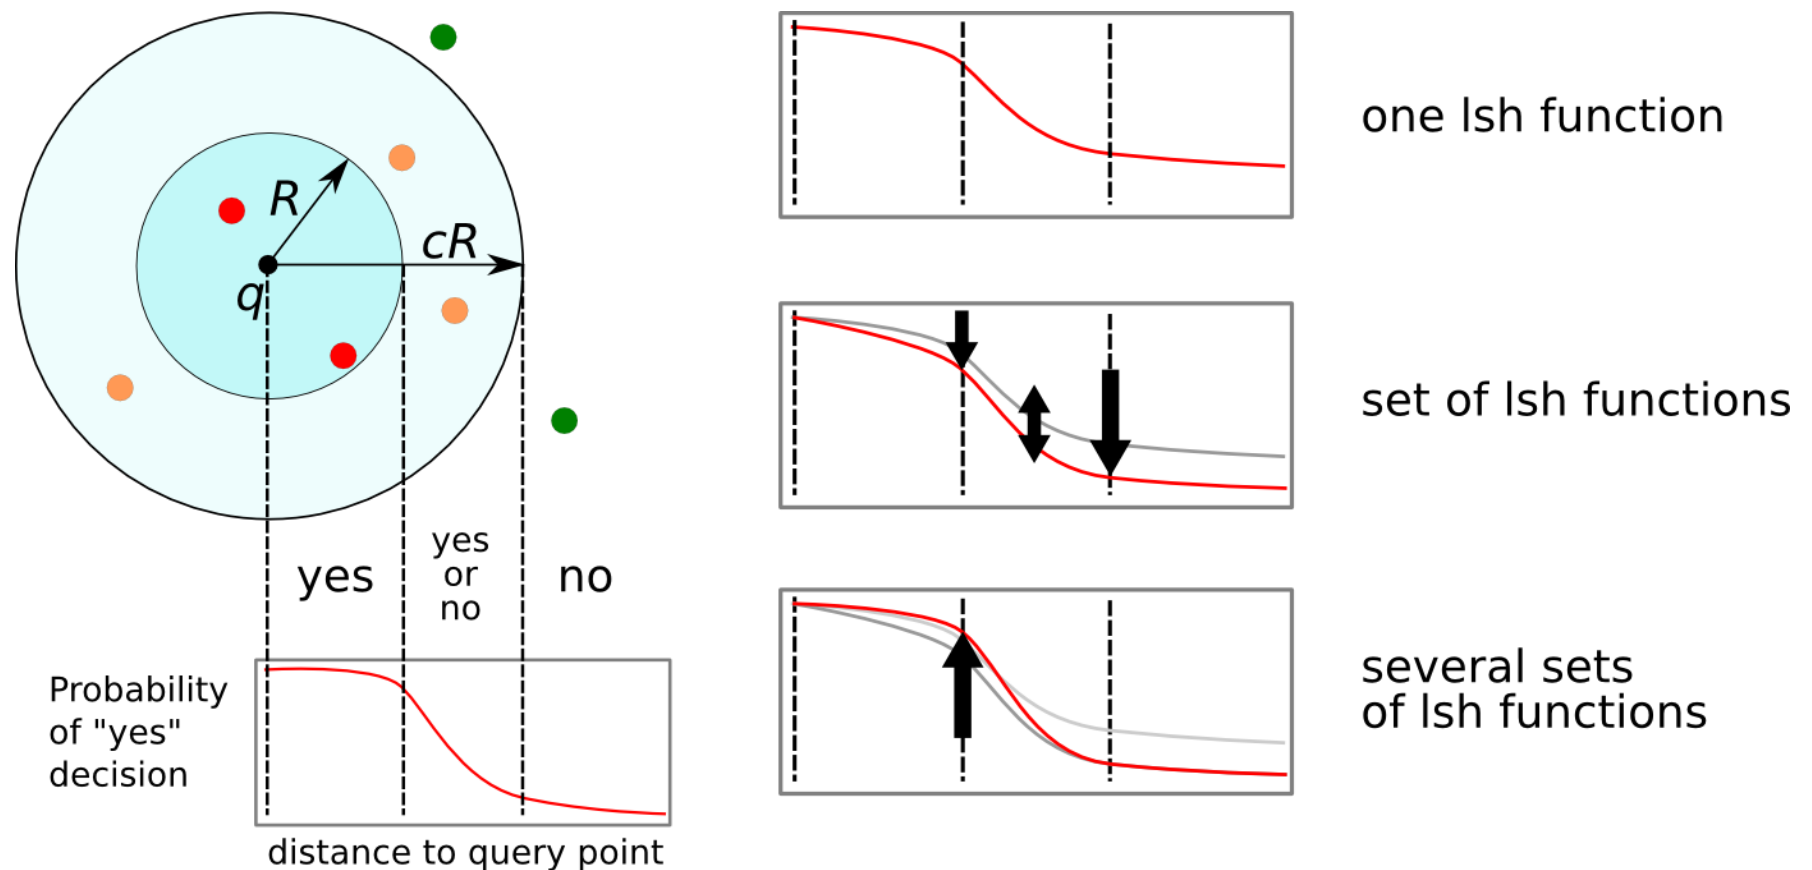 R
cR
q
yes
yes
or
no
no
Probability
of "yes"
decision
distance to query point
one lsh function
set of lsh functions
several sets
of lsh functions